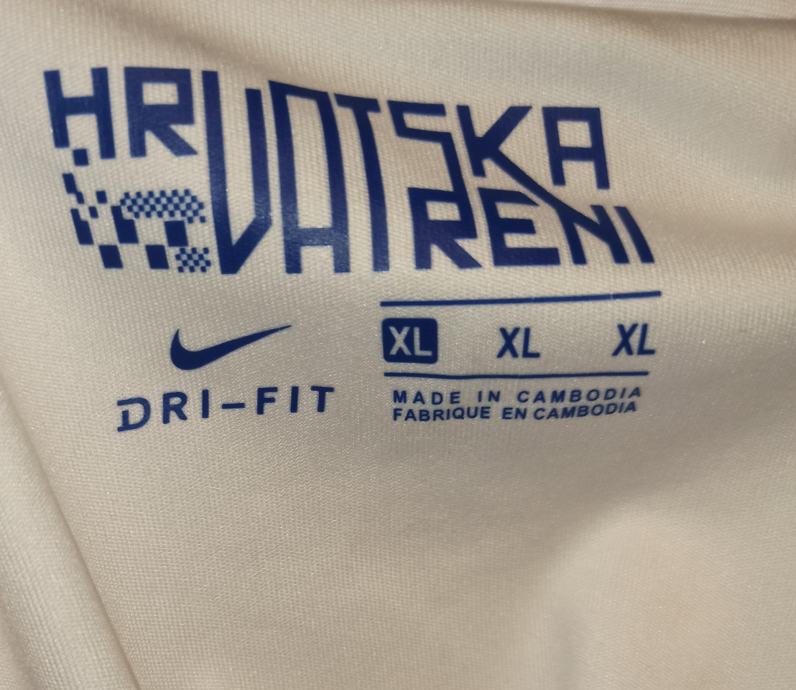 HRVATSKA
VATRENI
DRI-FIT
XL XL XL
MADE IN CAMBODIA
FABRIQUE EN CAMBODIA